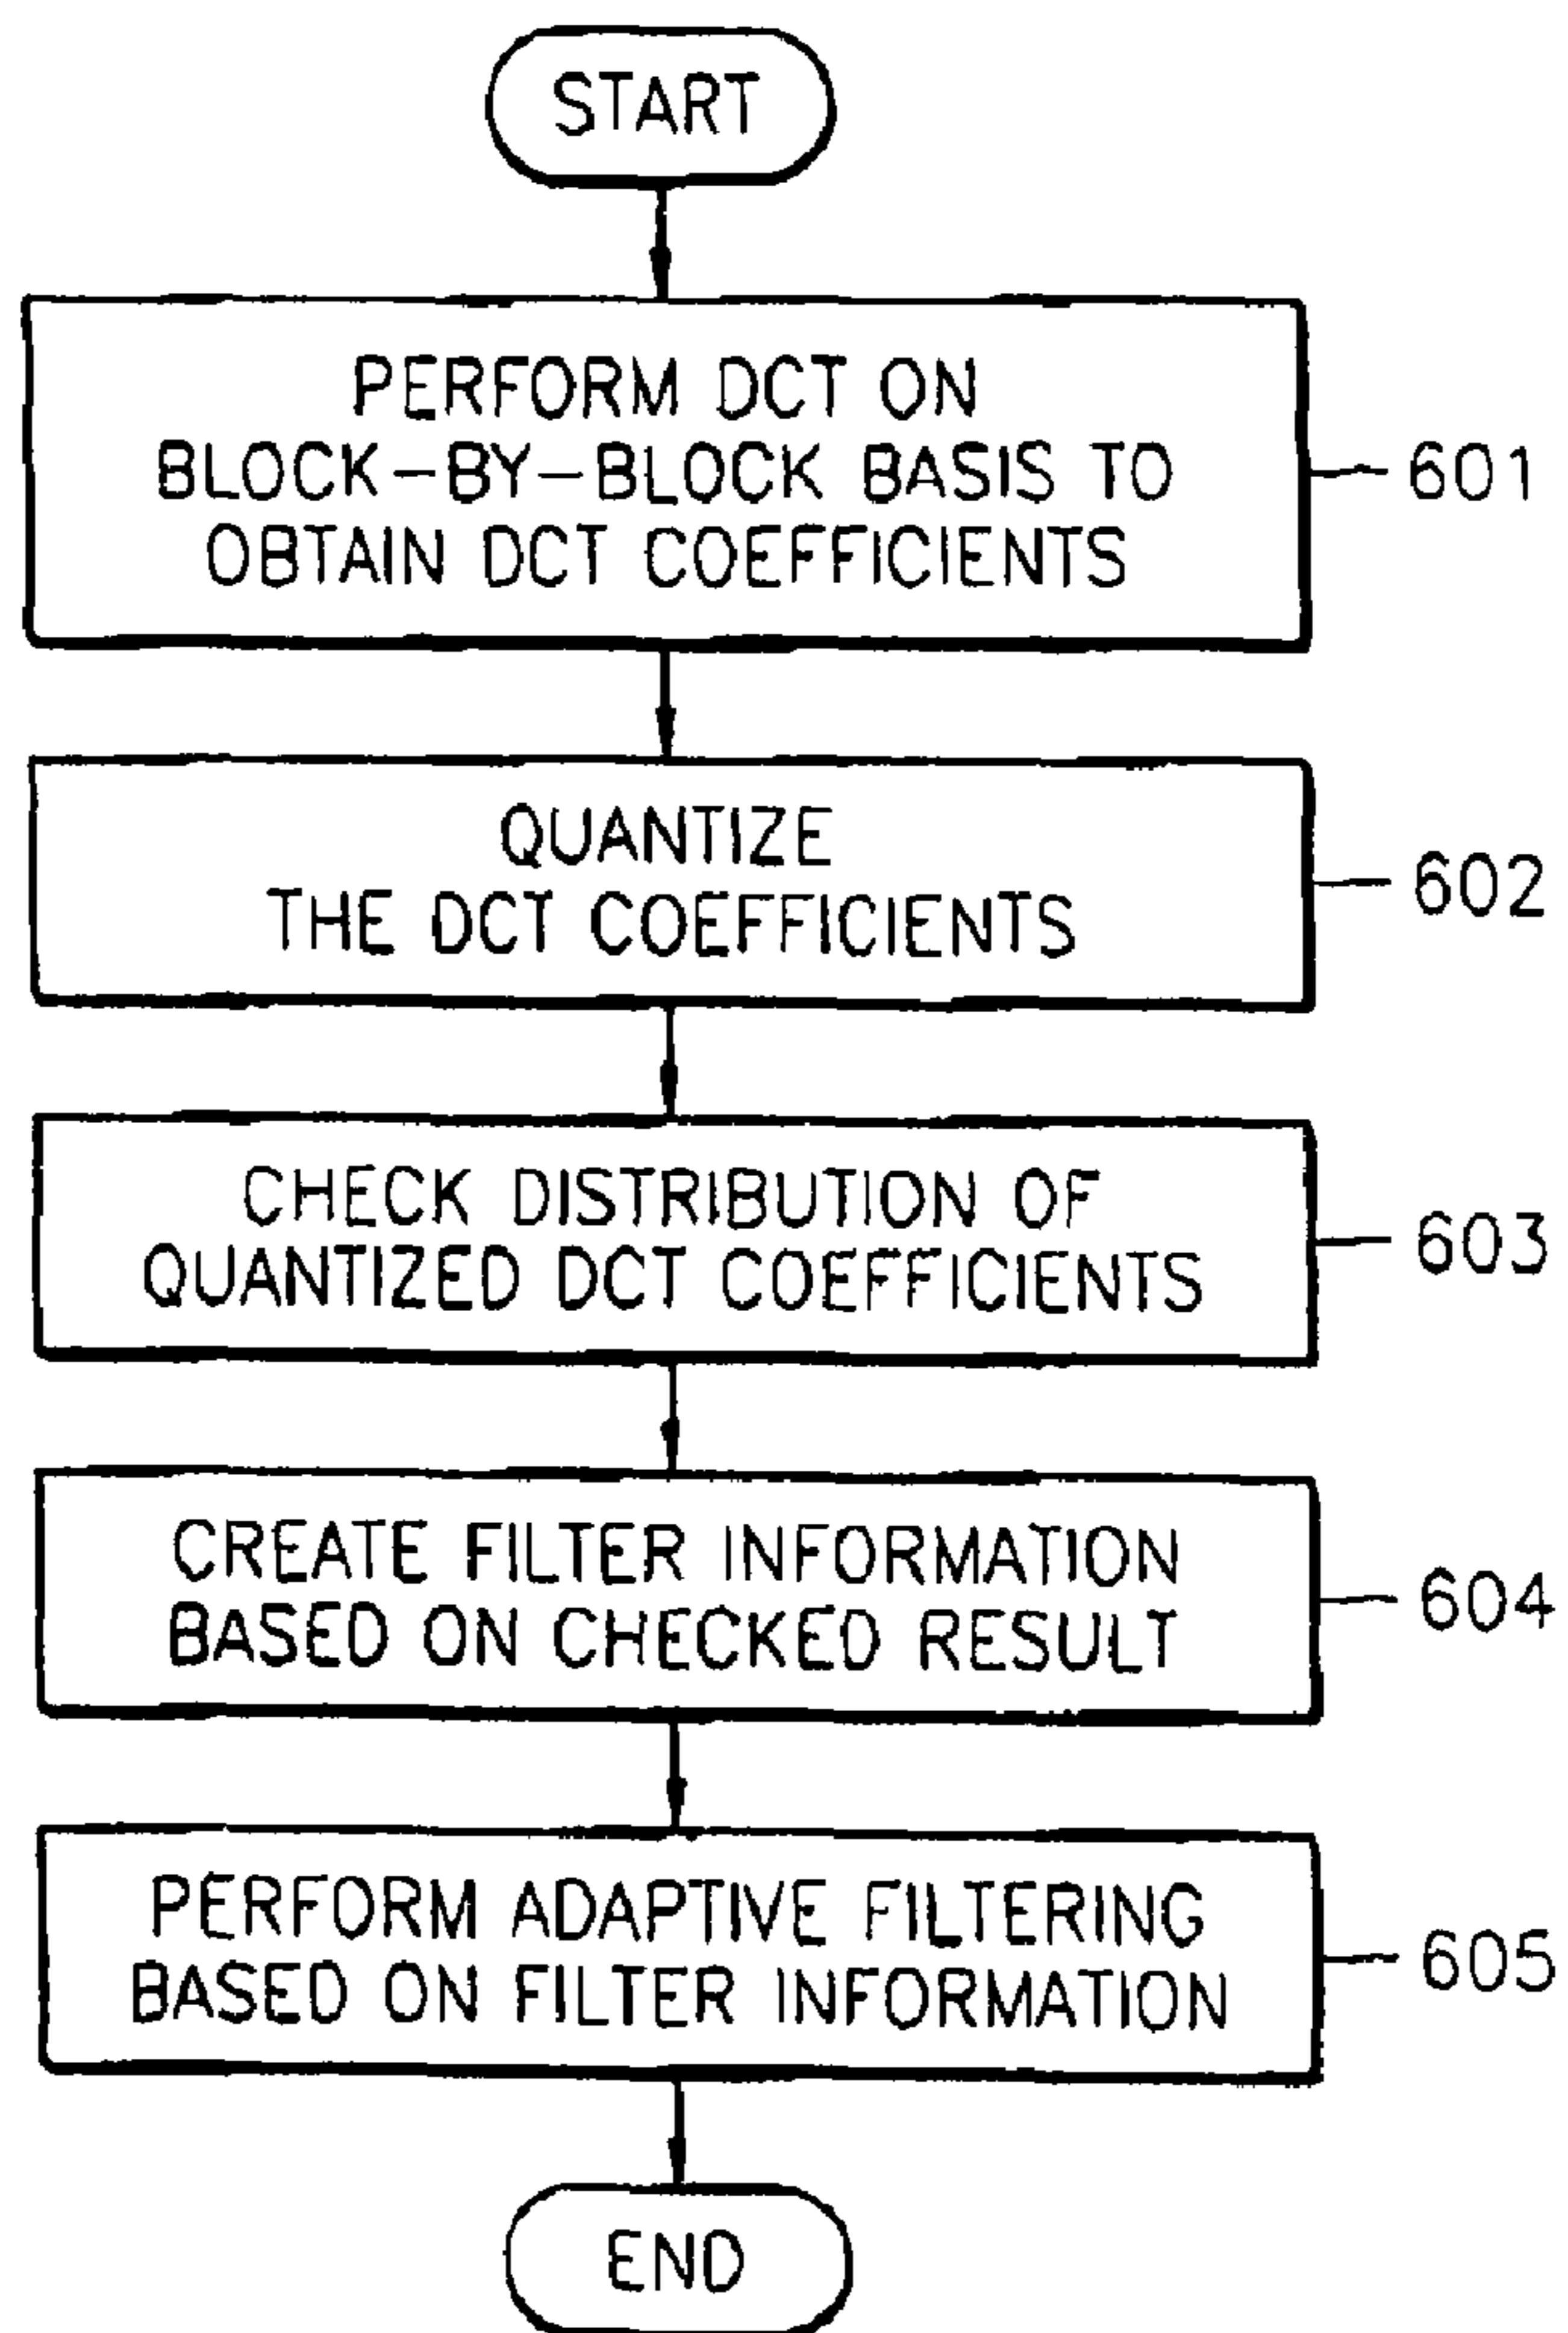 START
PERFORM DCT ON
BLOCK-BY-BLOCK BASIS TO
OBTAIN DCT COEFFICIENTS
601
QUANTIZE
THE DCT COEFFICIENTS
602
CHECK DISTRIBUTION OF
QUANTIZED DCT COEFFICIENTS
603
CREATE FILTER INFORMATION
BASED ON CHECKED RESULT
604
PERFORM ADAPTIVE FILTERING
BASED ON FILTER INFORMATION
605
END